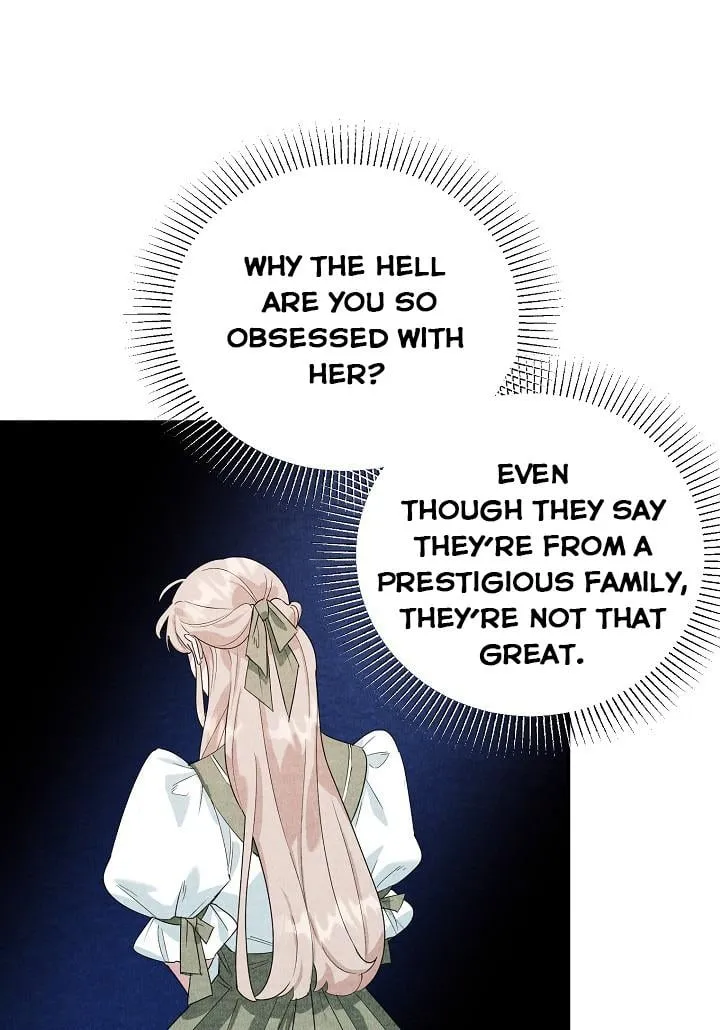 WHY THE HELL
ARE YOU SO
OBSESSED WITH
HER?
EVEN
THOUGH THEY SAY
THEY'RE FROM A
PRESTIGIOUS FAMILY,
THEY'RE NOT THAT
GREAT.